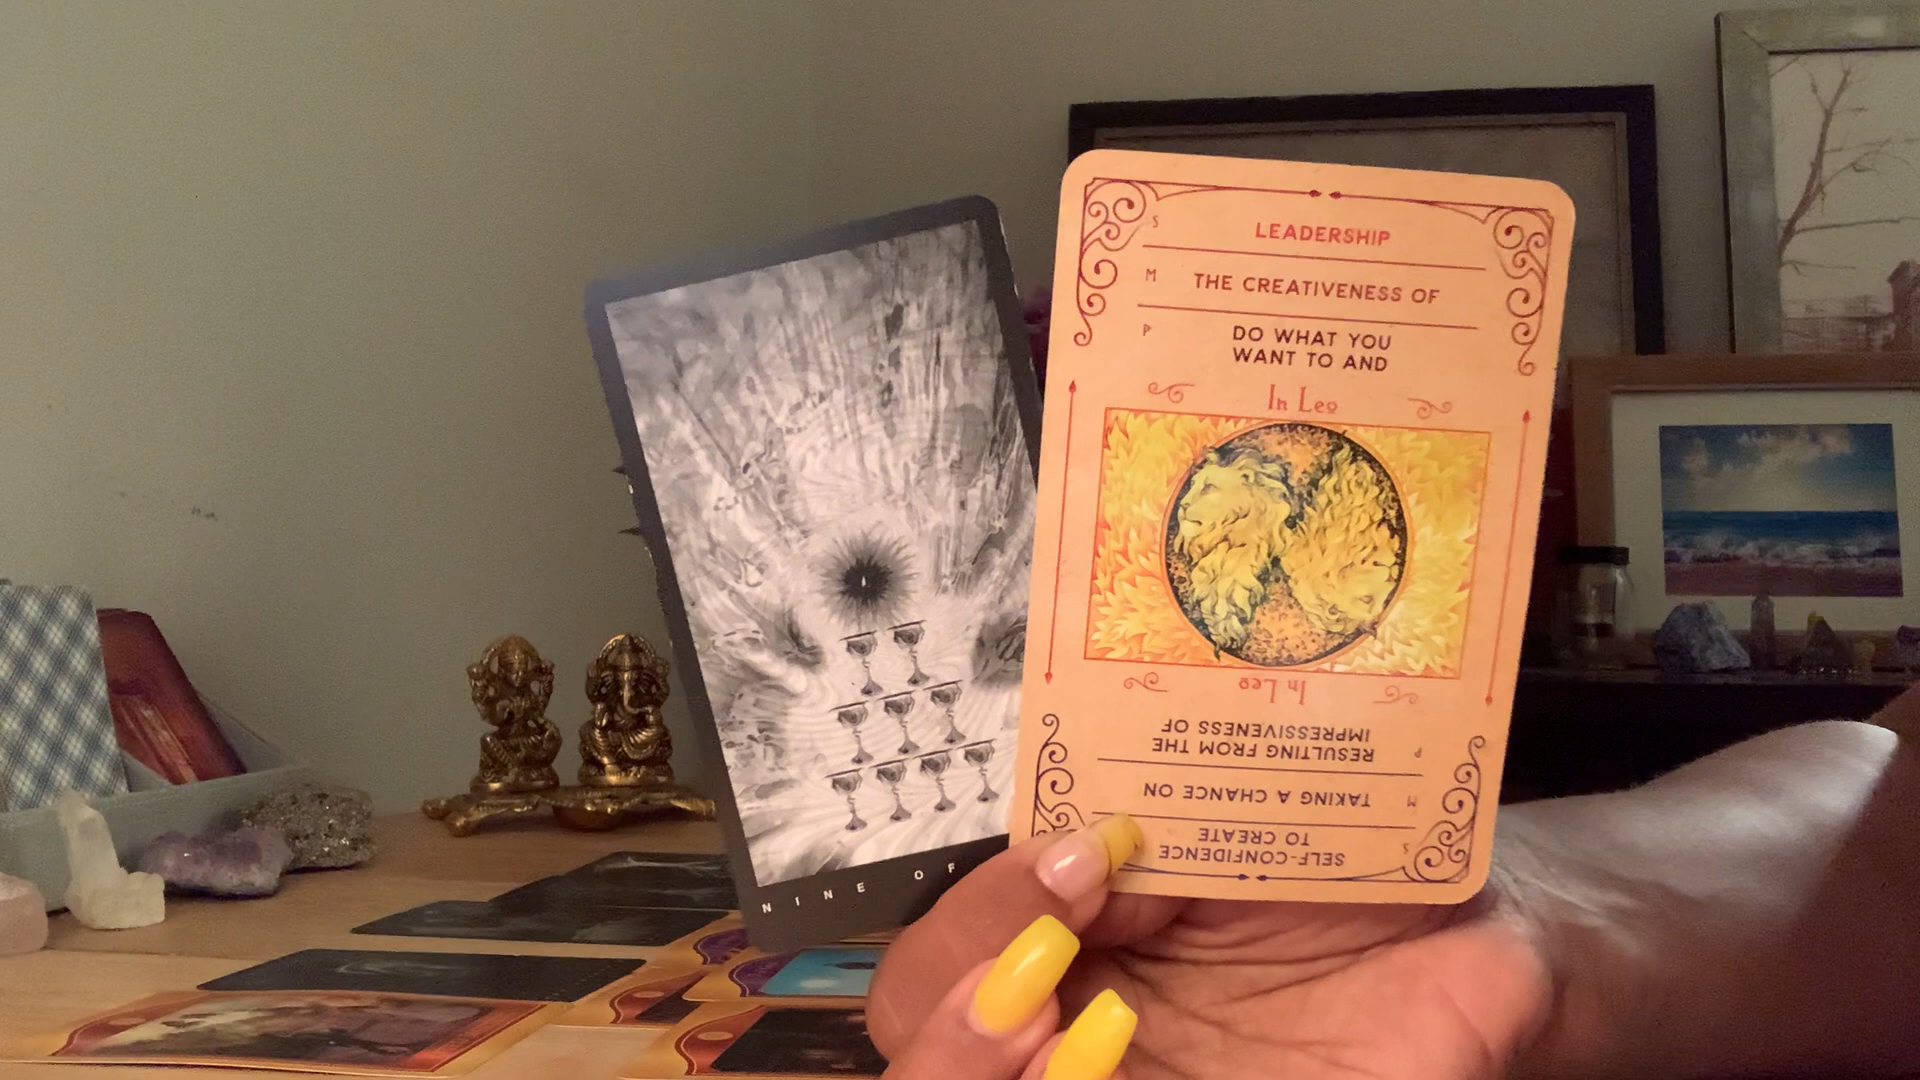 S
LEADERSHIP
M
THE CREATIVENESS OF
P
DO WHAT YOU
WANT TO AND
In Leo
In Leo
RESULTING FROM THE
IMPRESSIVENESS OF
P
TAKING A CHANCE ON
M
SELF-CONFIDENCE
TO CREATE
S
NINE OF